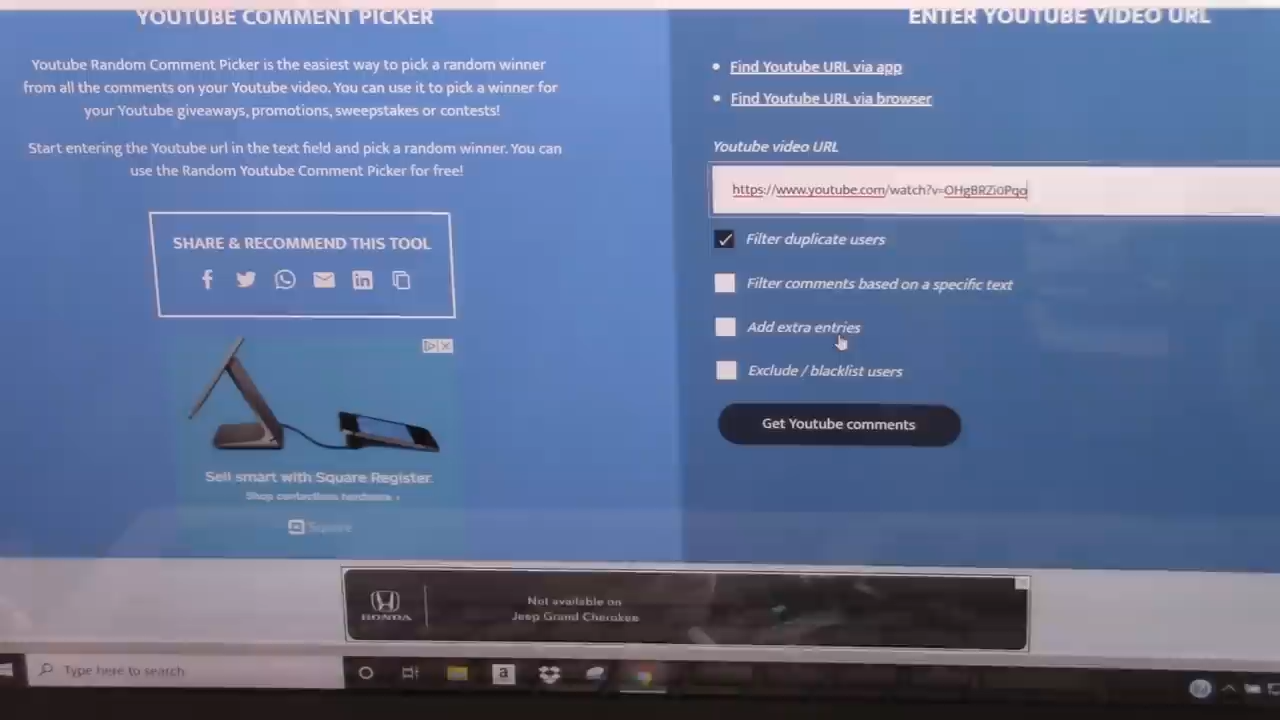 YOUTUBE COMMENT PICKER
Youtube Random Comment Picker is the easiest way to pick a random winner
from all the comments on your Youtube video. You can use it to pick a winner for
your Youtube giveaways, promotions, sweepstakes or contests!
Start entering the Youtube url in the text field and pick a random winner. You can
use the Random Youtube Comment Picker for free!
SHARE & RECOMMEND THIS TOOL
Sell smart with Square Register.
Shop contactless hardware ›
Square
ENTER YOUTUBE VIDEO URL
Find Youtube URL via app
Find Youtube URL via browser
Youtube video URL
https://www.youtube.com/watch?v=OHgBRZi0Pqo
Filter duplicate users
Filter comments based on a specific text
Add extra entries
Exclude / blacklist users
Get Youtube comments
HONDA
Not available on
Jeep Grand Cherokee
Type here to search